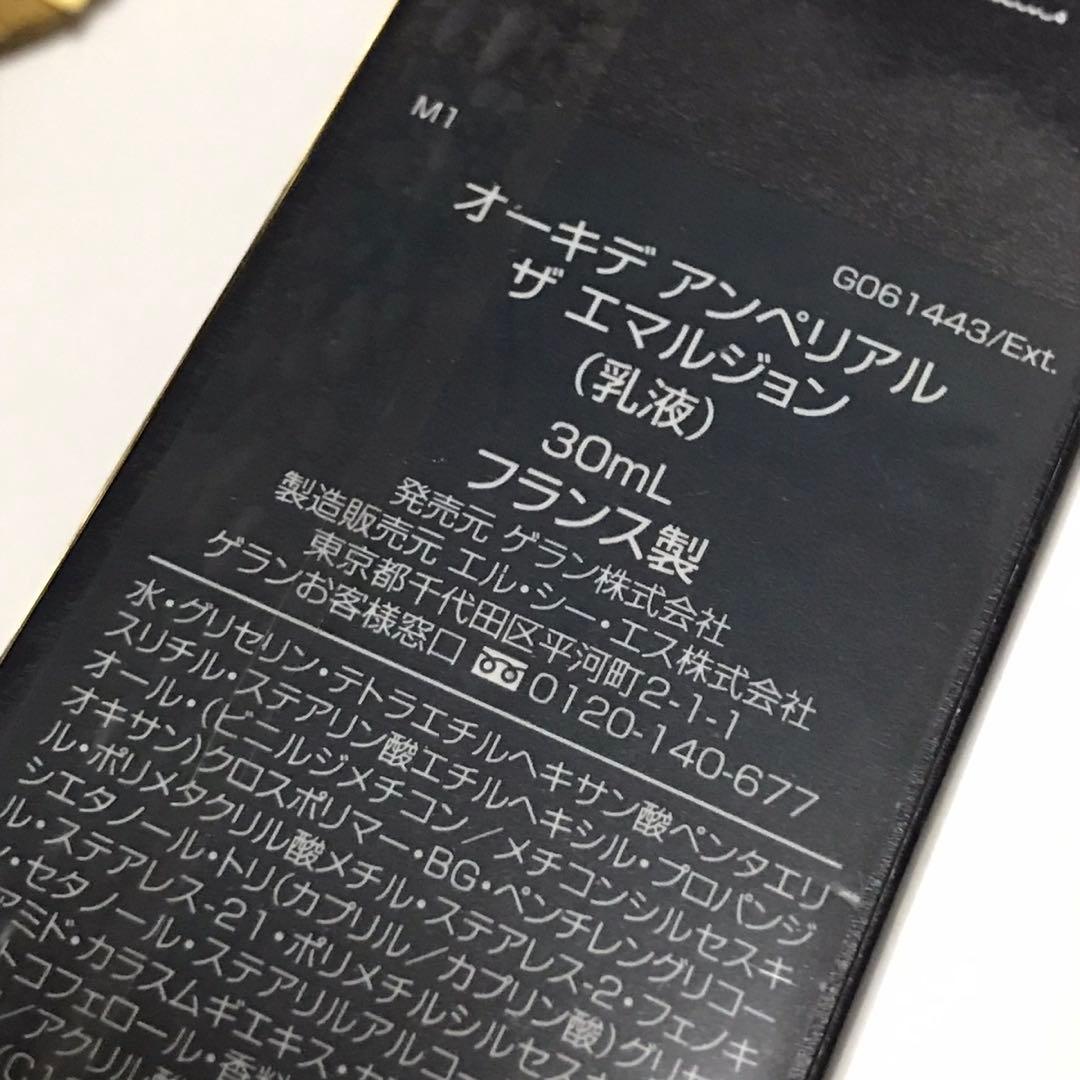 M1
G061443/Ext.
オーキデ アンペリアル
ザ エマルジョン
(乳液)
30mL
フランス製
発売元 ゲラン株式会社
製造販売元 エル・シー・エス株式会社
東京都千代田区平河町2-1-1
ゲランお客様窓口 0120-140-677
水・グリセリン・テトラエチルヘキサン酸ペンタエリ
スリチル・ステアリン酸エチルヘキシル・プロパンジ
オール・(ビニルジメチコン/メチコンシルセスキ
オキサン)クロスポリマー・BG・ペンチレングリコー
ル・ポリメタクリル酸メチル・ステアレス-2・フェノキ
シエタノール・トリ(カプリル/カプリン酸)グリセ
ル・ステアレス-21・ポリメチルシルセス
・セタノール・ステアリルアルコー
アミド・カラスムギエキス・
トコフェロール・香料
/アクリル酸